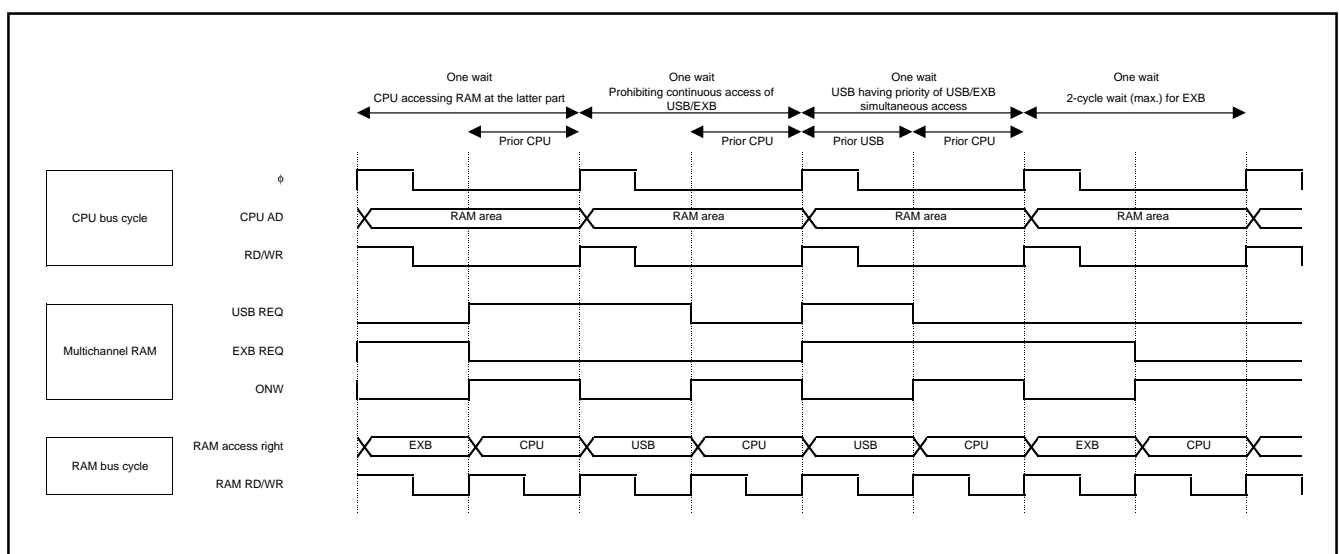 One wait
CPU accessing RAM at the latter part
One wait
Prohibiting continuous access of
USB/EXB
One wait
USB having priority of USB/EXB
simultaneous access
One wait
2-cycle wait (max.) for EXB
Prior CPU
Prior CPU
Prior USB
Prior CPU
CPU bus cycle
ϕ
CPU AD
RAM area
RAM area
RAM area
RAM area
RD/WR
Multichannel RAM
USB REQ
EXB REQ
ONW
RAM bus cycle
RAM access right
EXB
CPU
USB
CPU
USB
CPU
EXB
CPU
RAM RD/WR